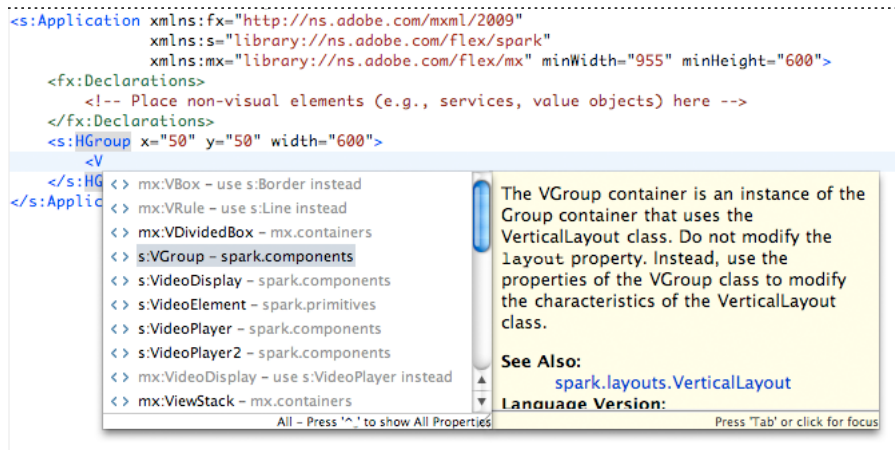 <s:Application xmlns:fx="http://ns.adobe.com/mxml/2009"
xmlns:s="library://ns.adobe.com/flex/spark"
xmlns:mx="library://ns.adobe.com/flex/mx" minWidth="955" minHeight="600">
<fx:Declarations>
<!-- Place non-visual elements (e.g., services, value objects) here -->
</fx:Declarations>
<s:HGroup x="50" y="50" width="600">
<V
</s:HG
</s:Applic
<> mx:VBox – use s:Border instead
<> mx:VRule – use s:Line instead
<> mx:VDividedBox – mx.containers
<> s:VGroup – spark.components
<> s:VideoDisplay – spark.components
<> s:VideoElement – spark.primitives
<> s:VideoPlayer – spark.components
<> s:VideoPlayer2 – spark.components
<> mx:VideoDisplay – use s:VideoPlayer instead
<> mx:ViewStack – mx.containers
All – Press '^_' to show All Properties
The VGroup container is an instance of the
Group container that uses the
VerticalLayout class. Do not modify the
layout property. Instead, use the
properties of the VGroup class to modify
the characteristics of the VerticalLayout
class.
See Also:
spark.layouts.VerticalLayout
Language Version:
Press 'Tab' or click for focus